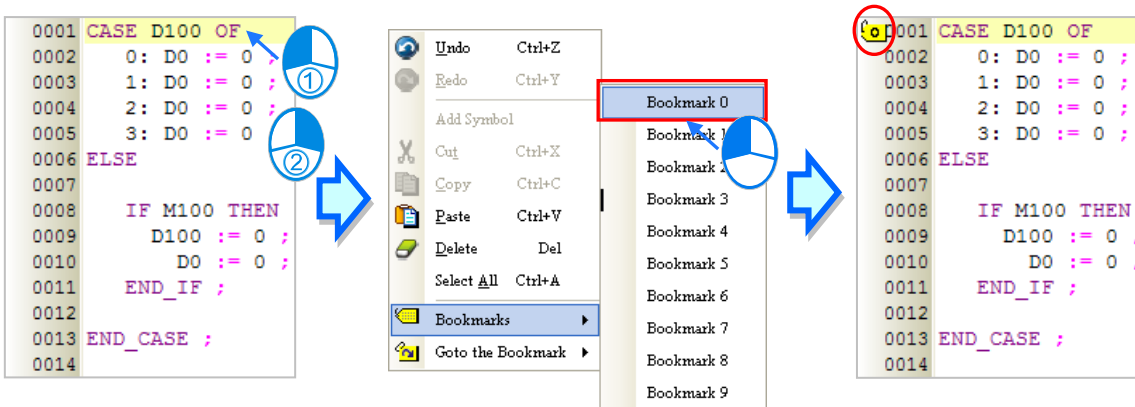 0001 CASE D100 OF
0002 0: D0 := 0 ;
0003 1: D0 := 0 ;
0004 2: D0 := 0 ;
0005 3: D0 := 0
0006 ELSE
0007
0008 IF M100 THEN
0009 D100 := 0 ;
0010 D0 := 0 ;
0011 END_IF ;
0012
0013 END_CASE ;
0014
1
2
Undo Ctrl+Z
Redo Ctrl+Y
Add Symbol
Cut Ctrl+X
Copy Ctrl+C
Paste Ctrl+V
Delete Del
Select All Ctrl+A
Bookmarks
Goto the Bookmark
Bookmark 0
Bookmark 1
Bookmark 2
Bookmark 3
Bookmark 4
Bookmark 5
Bookmark 6
Bookmark 7
Bookmark 8
Bookmark 9
0
0001 CASE D100 OF
0002 0: D0 := 0 ;
0003 1: D0 := 0 ;
0004 2: D0 := 0 ;
0005 3: D0 := 0 ;
0006 ELSE
0007
0008 IF M100 THEN
0009 D100 := 0 ;
0010 D0 := 0 ;
0011 END_IF ;
0012
0013 END_CASE ;
0014